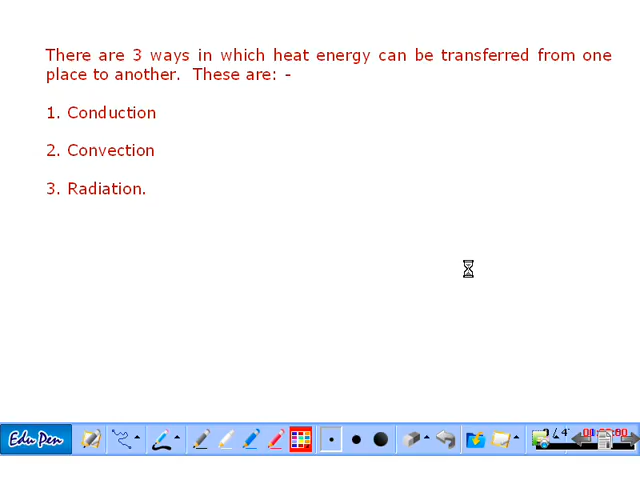 There are 3 ways in which heat energy can be transferred from one
place to another. These are: -
1. Conduction
2. Convection
3. Radiation.
Edu Pen